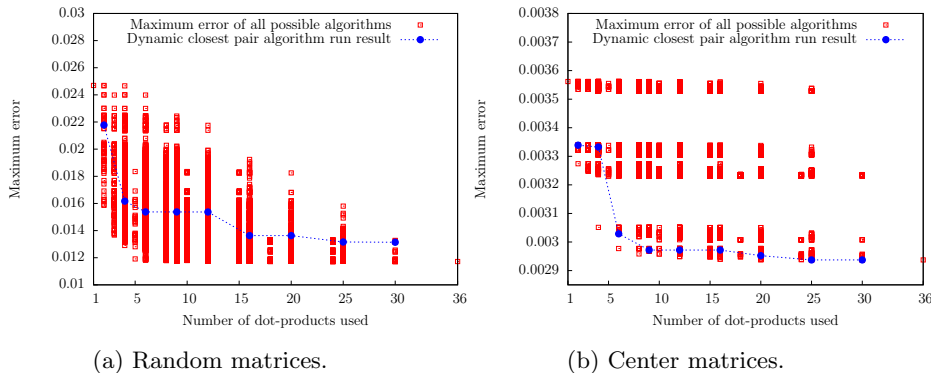 Maximum error of all possible algorithms
Dynamic closest pair algorithm run result
Maximum error
0.03
0.028
0.026
0.024
0.022
0.02
0.018
0.016
0.014
0.012
0.01
1 5 10 15 20 25 30 36
Number of dot-products used
(a) Random matrices.
Maximum error of all possible algorithms
Dynamic closest pair algorithm run result
Maximum error
0.0038
0.0037
0.0036
0.0035
0.0034
0.0033
0.0032
0.0031
0.003
0.0029
1 5 10 15 20 25 30 36
Number of dot-products used
(b) Center matrices.